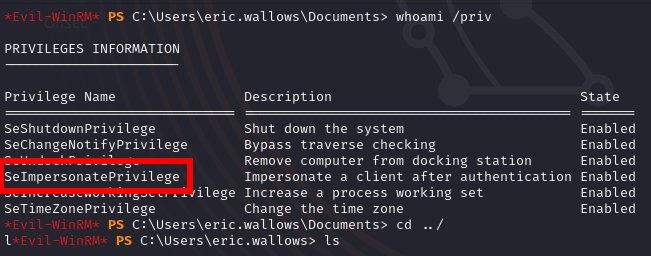 *Evil-WinRM* PS C:\Users\eric.wallows\Documents> whoami /priv
PRIVILEGES INFORMATION
----------------------
Privilege Name Description State
============================= ========================================= =======
SeShutdownPrivilege Shut down the system Enabled
SeChangeNotifyPrivilege Bypass traverse checking Enabled
SeUndockPrivilege Remove computer from docking station Enabled
SeImpersonatePrivilege Impersonate a client after authentication Enabled
SeIncreaseWorkingSetPrivilege Increase a process working set Enabled
SeTimeZonePrivilege Change the time zone Enabled
*Evil-WinRM* PS C:\Users\eric.wallows\Documents> cd ../
l*Evil-WinRM* PS C:\Users\eric.wallows> ls